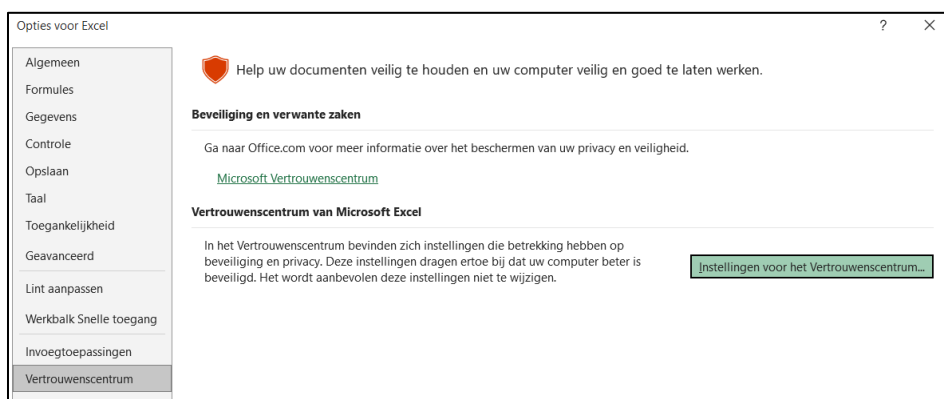 Opties voor Excel
?
Algemeen
Formules
Gegevens
Controle
Opslaan
Taal
Toegankelijkheid
Geavanceerd
Lint aanpassen
Werkbalk Snelle toegang
Invoegtoepassingen
Vertrouwenscentrum
Help uw documenten veilig te houden en uw computer veilig en goed te laten werken.
Beveiliging en verwante zaken
Ga naar Office.com voor meer informatie over het beschermen van uw privacy en veiligheid.
Microsoft Vertrouwenscentrum
Vertrouwenscentrum van Microsoft Excel
In het Vertrouwenscentrum bevinden zich instellingen die betrekking hebben op
beveiliging en privacy. Deze instellingen dragen ertoe bij dat uw computer beter is
beveiligd. Het wordt aanbevolen deze instellingen niet te wijzigen.
Instellingen voor het Vertrouwenscentrum...